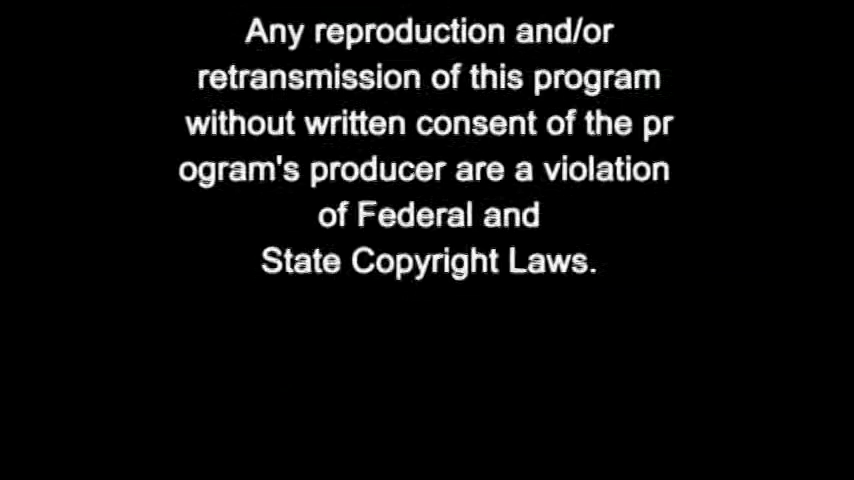 Any reproduction and/or
retransmission of this program
without written consent of the pr
ogram's producer are a violation
of Federal and
State Copyright Laws.